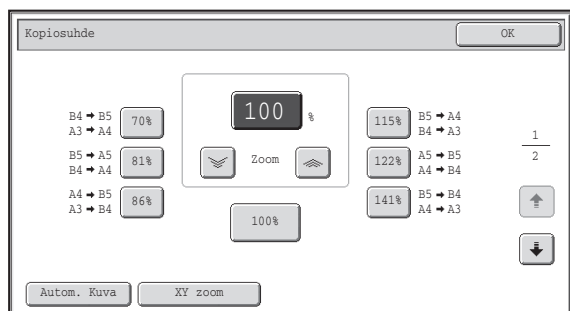 Kopiosuhde
OK
B4 → B5
A3 → A4
70%
B5 → A5
B4 → A4
81%
A4 → B5
A3 → B4
86%
100 %
Zoom
100%
115%
B5 → A4
B4 → A3
122%
A5 → B5
A4 → B4
141%
B5 → B4
A4 → A3
1
2
Autom. Kuva
XY zoom